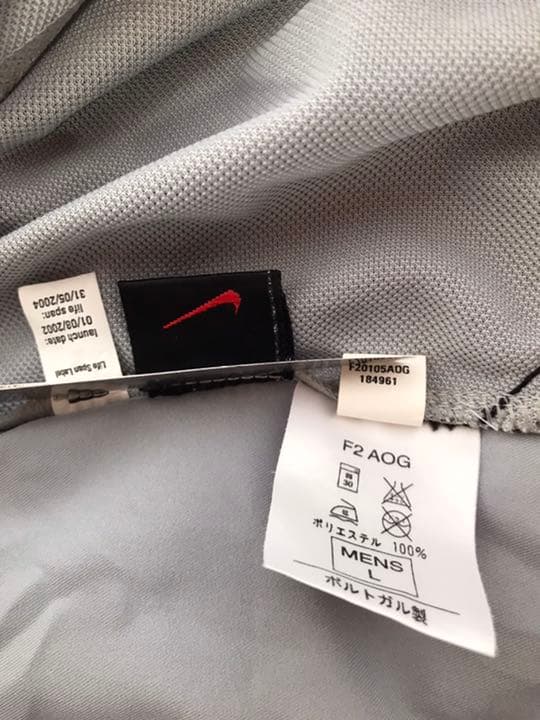 Life Span Label
launch date:
01/08/2002
life span:
31/05/2004
F20105AOG
184961
F2 AOG
30
ポリエステル 100%
MENS
L
ポルトガル製